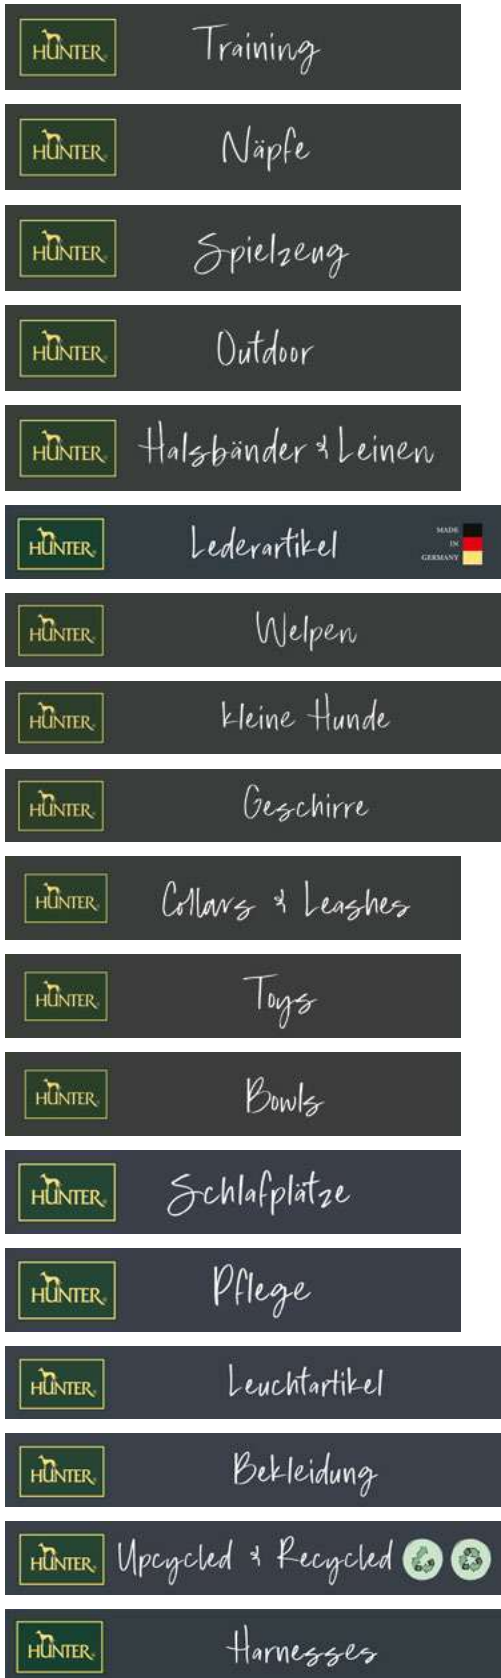 HUNTER® Training
HUNTER® Näpfe
HUNTER® Spielzeug
HUNTER® Outdoor
HUNTER® Halsbänder & Leinen
HUNTER® Lederartikel MADE
IN
GERMANY
HUNTER® Welpen
HUNTER® kleine Hunde
HUNTER® Geschirre
HUNTER® Collars & Leashes
HUNTER® Toys
HUNTER® Bowls
HUNTER® Schlafplätze
HUNTER® Pflege
HUNTER® Leuchtartikel
HUNTER® Bekleidung
HUNTER® Upcycled & Recycled
HUNTER® Harnesses